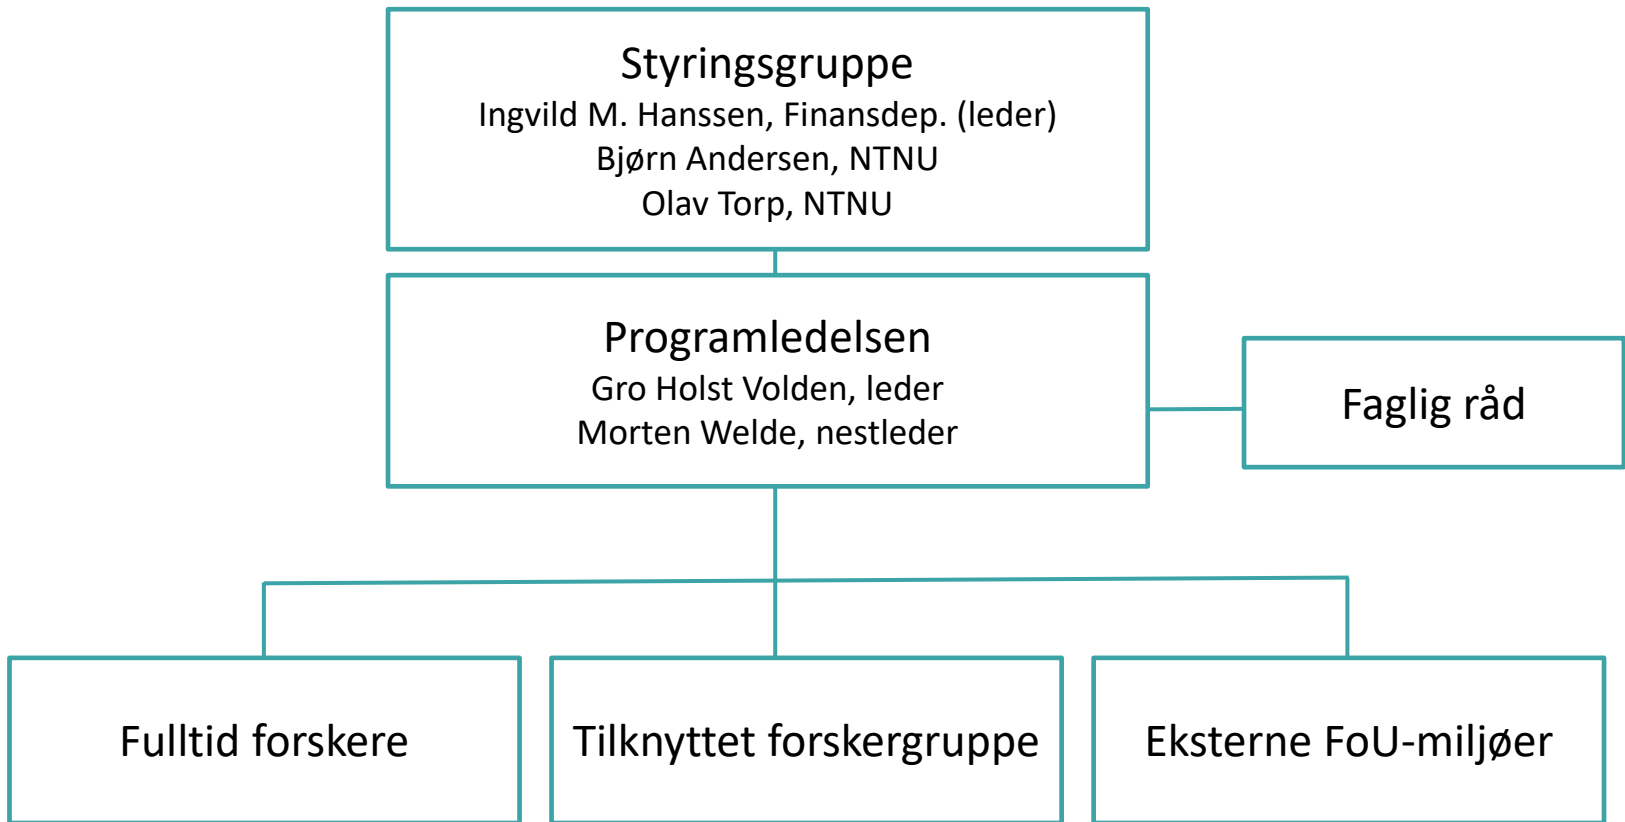 Styringsgruppe
Ingvild M. Hanssen, Finansdep. (leder)
Bjørn Andersen, NTNU
Olav Torp, NTNU
Programledelsen
Gro Holst Volden, leder
Morten Welde, nestleder
Faglig råd
Fulltid forskere
Tilknyttet forskergruppe
Eksterne FoU-miljøer